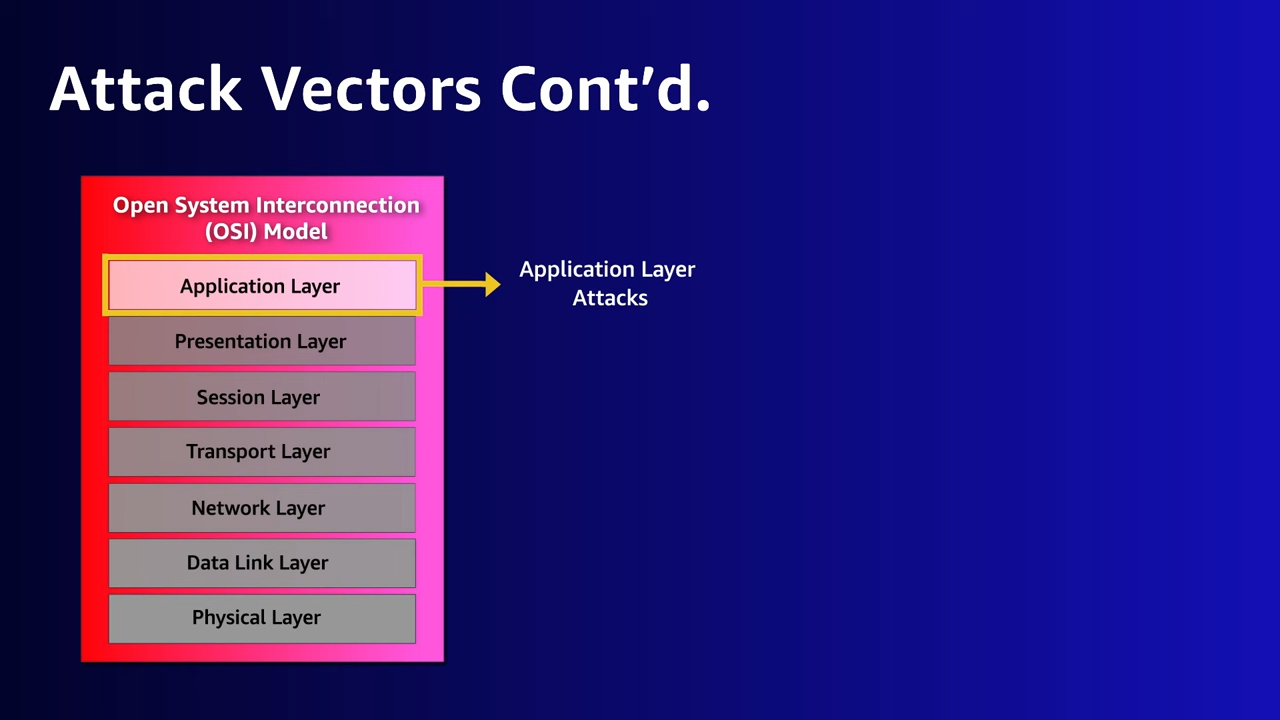 Attack Vectors Cont’d.
Open System Interconnection
(OSI) Model
Application Layer
Application Layer
Attacks
Presentation Layer
Session Layer
Transport Layer
Network Layer
Data Link Layer
Physical Layer